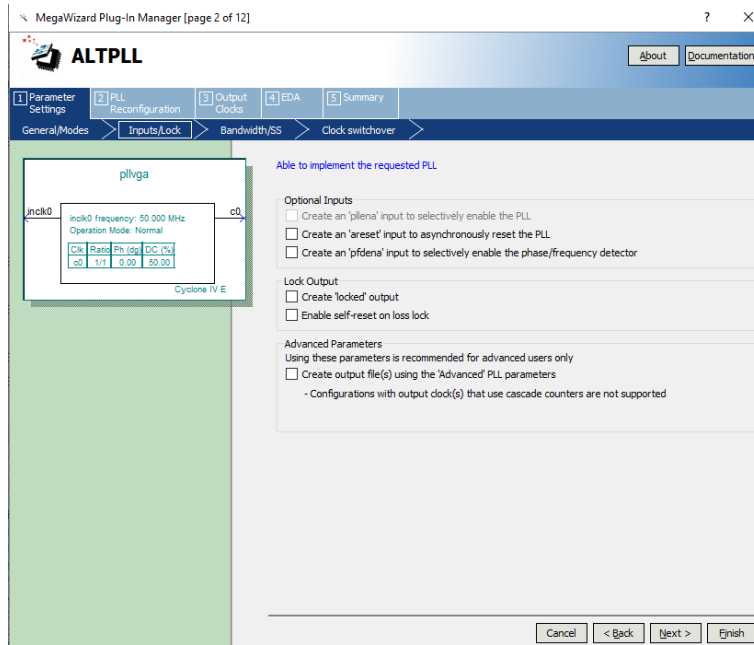 MegaWizard Plug-In Manager [page 2 of 12]
? ×
ALTPLL
About
Documentation
1 Parameter Settings
2 PLL Reconfiguration
3 Output Clocks
4 EDA
5 Summary
General/Modes
Inputs/Lock
Bandwidth/SS
Clock switchover
pllvga
inclk0
c0
inclk0 frequency: 50.000 MHz
Operation Mode: Normal
Clk Ratio Ph (dg) DC (%)
c0 1/1 0.00 50.00
Cyclone IV E
Able to implement the requested PLL
Optional Inputs
Create an 'pllena' input to selectively enable the PLL
Create an 'areset' input to asynchronously reset the PLL
Create an 'pfdena' input to selectively enable the phase/frequency detector
Lock Output
Create 'locked' output
Enable self-reset on loss lock
Advanced Parameters
Using these parameters is recommended for advanced users only
Create output file(s) using the 'Advanced' PLL parameters
- Configurations with output clock(s) that use cascade counters are not supported
Cancel
< Back
Next >
Finish